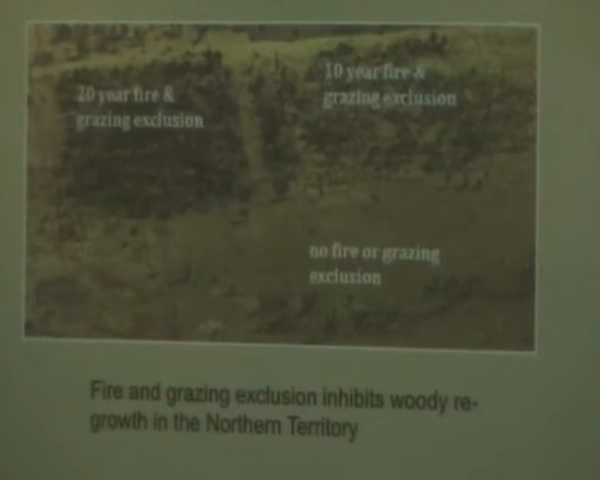 20 year fire &
grazing exclusion
10 year fire &
grazing exclusion
no fire or grazing
exclusion
Fire and grazing exclusion inhibits woody re-
growth in the Northern Territory